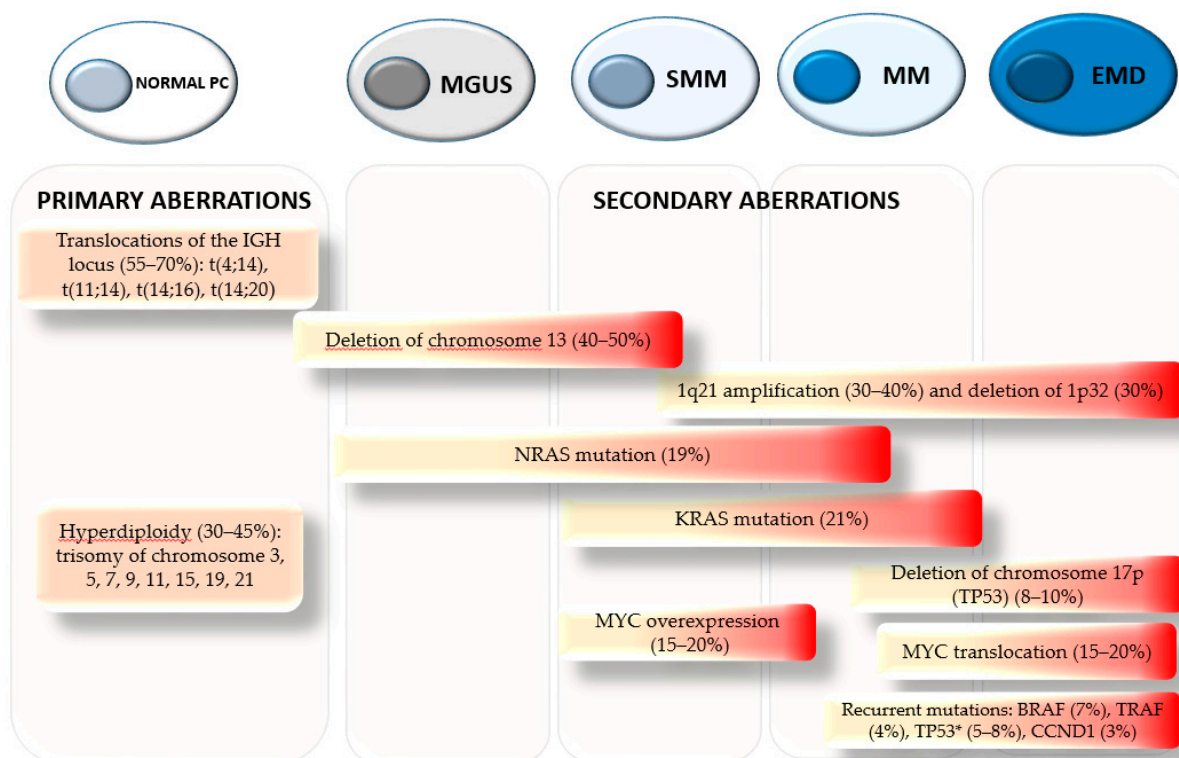 NORMAL PC
MGUS
SMM
MM
EMD
PRIMARY ABERRATIONS
SECONDARY ABERRATIONS
Translocations of the IGH
locus (55–70%): t(4;14),
t(11;14), t(14;16), t(14;20)
Deletion of chromosome 13 (40–50%)
1q21 amplification (30–40%) and deletion of 1p32 (30%)
NRAS mutation (19%)
KRAS mutation (21%)
Hyperdiploidy (30–45%):
trisomy of chromosome 3,
5, 7, 9, 11, 15, 19, 21
Deletion of chromosome 17p
(TP53) (8–10%)
MYC overexpression
(15–20%)
MYC translocation (15–20%)
Recurrent mutations: BRAF (7%), TRAF
(4%), TP53* (5–8%), CCND1 (3%)